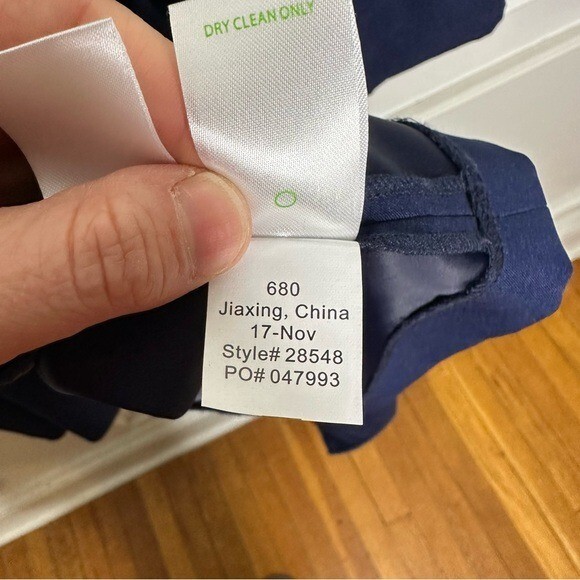 DRY CLEAN ONLY
680
Jiaxing, China
17-Nov
Style# 28548
PO# 047993